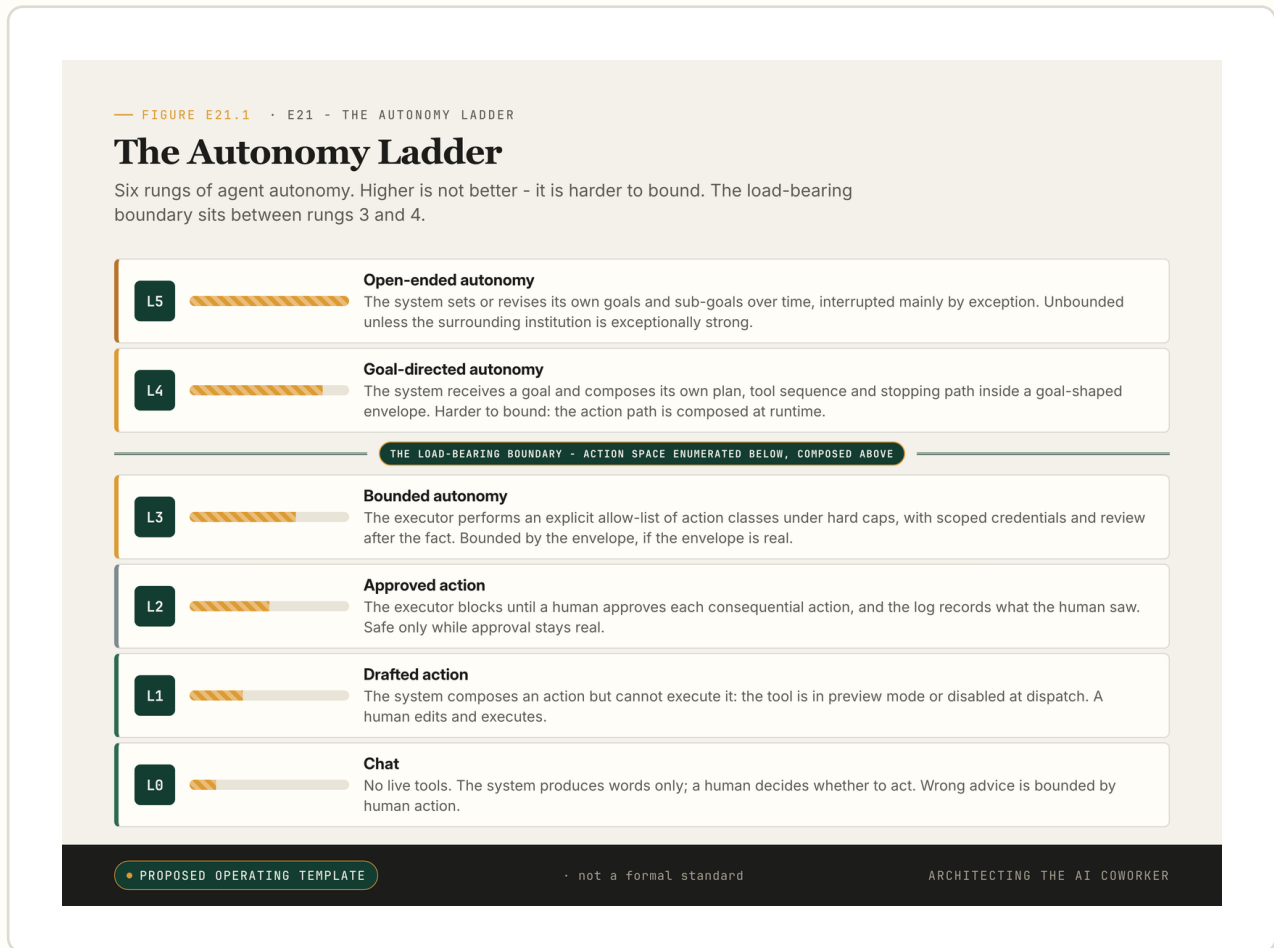 FIGURE E21.1 · E21 - THE AUTONOMY LADDER
The Autonomy Ladder
Six rungs of agent autonomy. Higher is not better - it is harder to bound. The load-bearing
boundary sits between rungs 3 and 4.
L5
Open-ended autonomy
The system sets or revises its own goals and sub-goals over time, interrupted mainly by exception. Unbounded
unless the surrounding institution is exceptionally strong.
L4
Goal-directed autonomy
The system receives a goal and composes its own plan, tool sequence and stopping path inside a goal-shaped
envelope. Harder to bound: the action path is composed at runtime.
THE LOAD-BEARING BOUNDARY - ACTION SPACE ENUMERATED BELOW, COMPOSED ABOVE
L3
Bounded autonomy
The executor performs an explicit allow-list of action classes under hard caps, with scoped credentials and review
after the fact. Bounded by the envelope, if the envelope is real.
L2
Approved action
The executor blocks until a human approves each consequential action, and the log records what the human saw.
Safe only while approval stays real.
L1
Drafted action
The system composes an action but cannot execute it: the tool is in preview mode or disabled at dispatch. A
human edits and executes.
L0
Chat
No live tools. The system produces words only; a human decides whether to act. Wrong advice is bounded by
human action.
PROPOSED OPERATING TEMPLATE · not a formal standard ARCHITECTING THE AI COWORKER